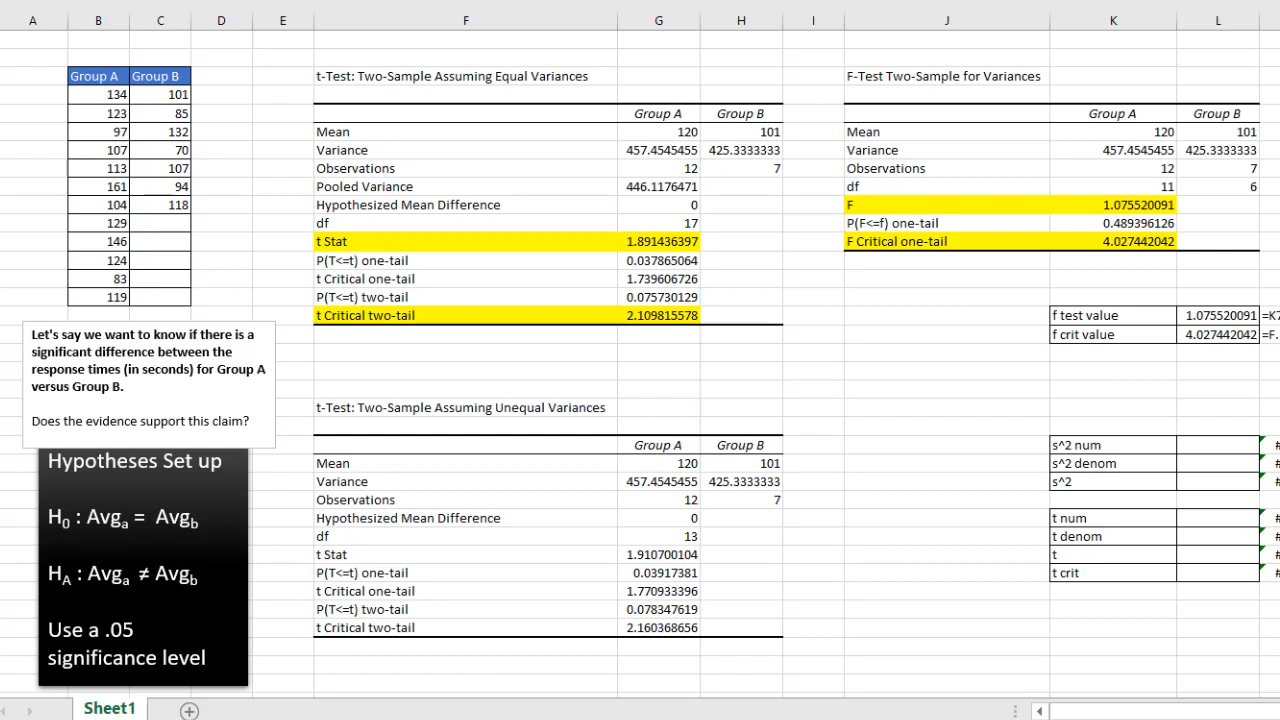 A B C D E F G H I J K L
Group A Group B
134 101
123 85
97 132
107 70
113 107
161 94
104 118
129
146
124
83
119
Let's say we want to know if there is a
significant difference between the
response times (in seconds) for Group A
versus Group B.
Does the evidence support this claim?
Hypotheses Set up
H₀ : Avgₐ = Avg_b
H_A : Avgₐ ≠ Avg_b
Use a .05
significance level
t-Test: Two-Sample Assuming Equal Variances
Group A Group B
Mean 120 101
Variance 457.4545455 425.3333333
Observations 12 7
Pooled Variance 446.1176471
Hypothesized Mean Difference 0
df 17
t Stat 1.891436397
P(T<=t) one-tail 0.037865064
t Critical one-tail 1.739606726
P(T<=t) two-tail 0.075730129
t Critical two-tail 2.109815578
t-Test: Two-Sample Assuming Unequal Variances
Group A Group B
Mean 120 101
Variance 457.4545455 425.3333333
Observations 12 7
Hypothesized Mean Difference 0
df 13
t Stat 1.910700104
P(T<=t) one-tail 0.03917381
t Critical one-tail 1.770933396
P(T<=t) two-tail 0.078347619
t Critical two-tail 2.160368656
F-Test Two-Sample for Variances
Group A Group B
Mean 120 101
Variance 457.4545455 425.3333333
Observations 12 7
df 11 6
F 1.075520091
P(F<=f) one-tail 0.489396126
F Critical one-tail 4.027442042
f test value 1.075520091 =K7
f crit value 4.027442042 =F.
s^2 num #
s^2 denom #
s^2 #
t num #
t denom #
t #
t crit #
Sheet1